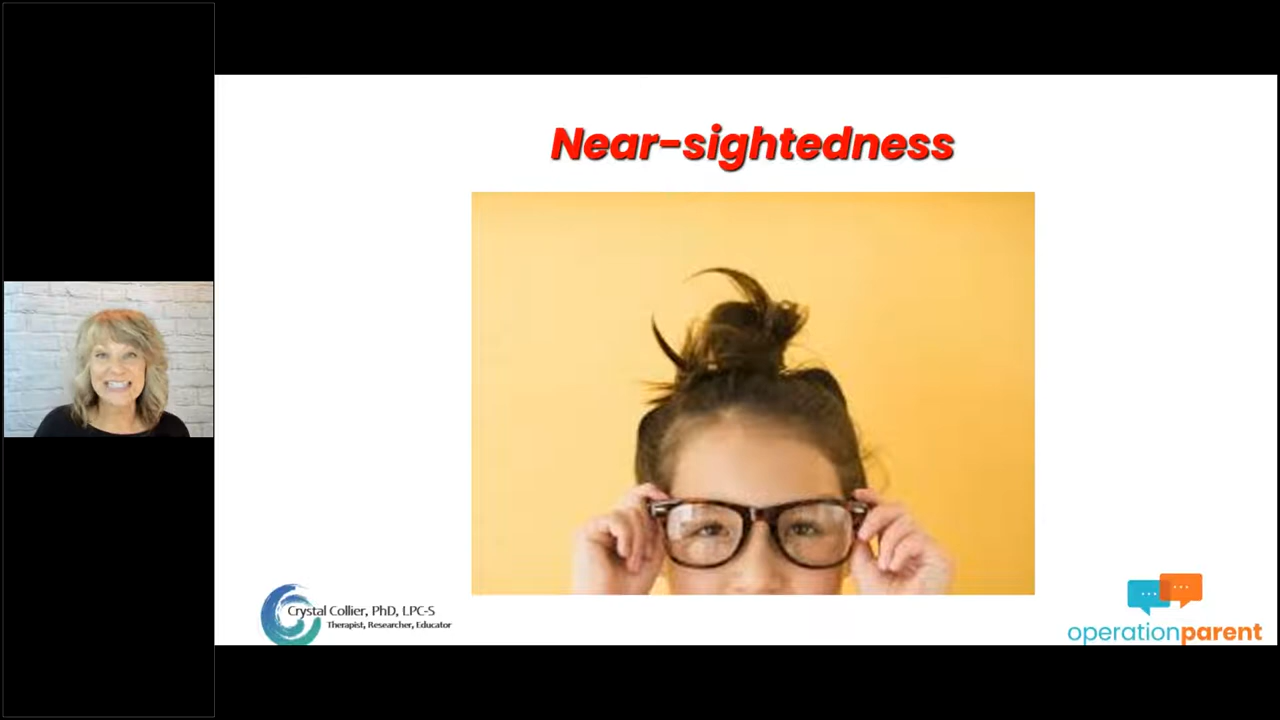 Near-sightedness
Crystal Collier, PhD, LPC-S
Therapist, Researcher, Educator
operationparent